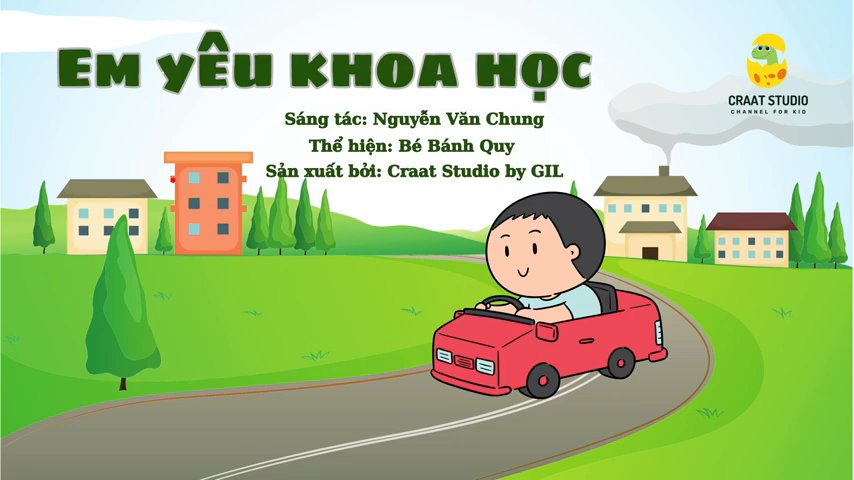 Em yêu khoa học
Sáng tác: Nguyễn Văn Chung
Thể hiện: Bé Bánh Quy
Sản xuất bởi: Craat Studio by GIL
CRAAT STUDIO
CHANNEL FOR KID